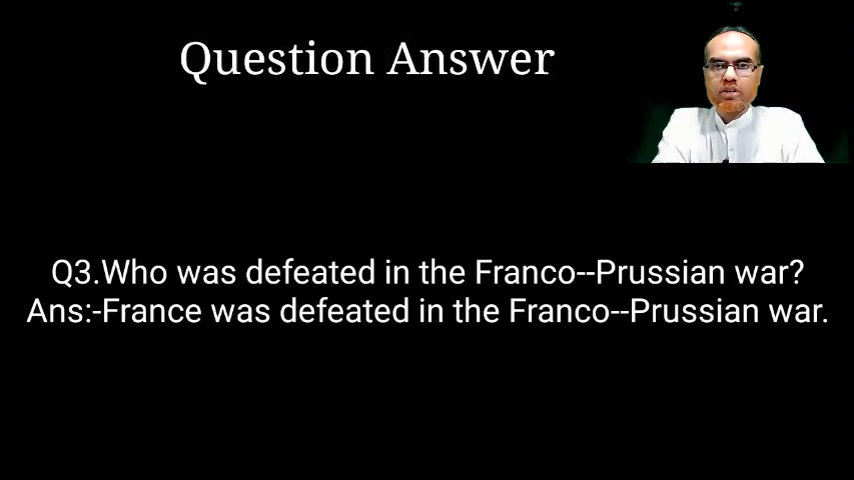 Question Answer
Q3.Who was defeated in the Franco--Prussian war?
Ans:-France was defeated in the Franco--Prussian war.